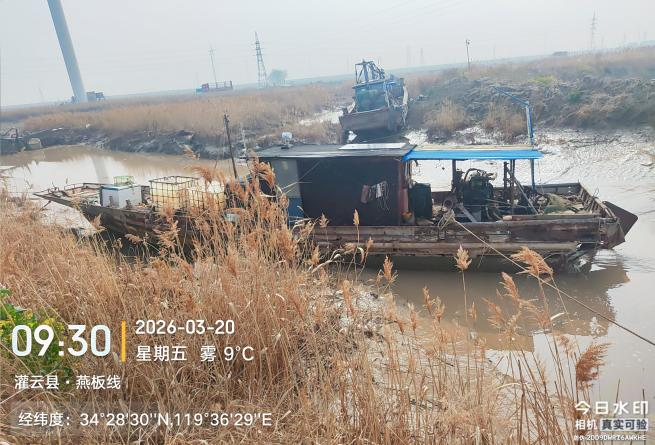 09:30
2026-03-20
星期五 雾 9℃
灌云县·燕板线
经纬度： 34°28'30''N,119°36'29''E
今日水印
相机 真实可验